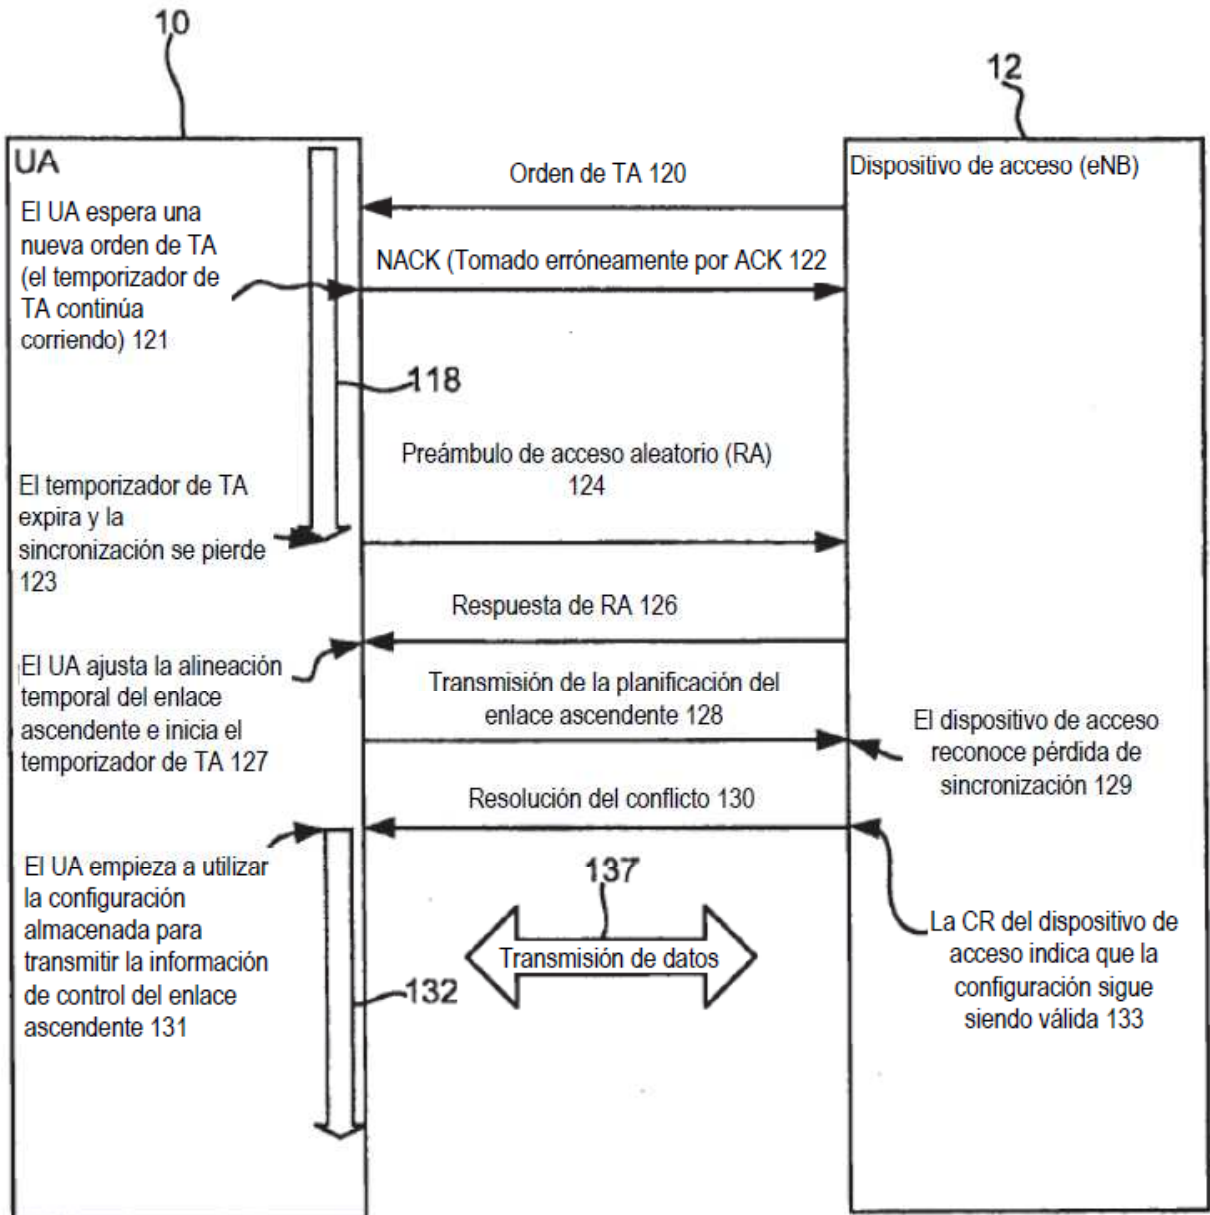 10
12
UA
Dispositivo de acceso (eNB)
Orden de TA 120
El UA espera una
nueva orden de TA
(el temporizador de
TA continúa
corriendo) 121
NACK (Tomado erróneamente por ACK 122
118
Preámbulo de acceso aleatorio (RA)
124
El temporizador de TA
expira y la
sincronización se pierde
123
Respuesta de RA 126
El UA ajusta la alineación
temporal del enlace
ascendente e inicia el
temporizador de TA 127
Transmisión de la planificación del
enlace ascendente 128
El dispositivo de acceso
reconoce pérdida de
sincronización 129
Resolución del conflicto 130
El UA empieza a utilizar
la configuración
almacenada para
transmitir la información
de control del enlace
ascendente 131
132
137
Transmisión de datos
La CR del dispositivo de
acceso indica que la
configuración sigue
siendo válida 133